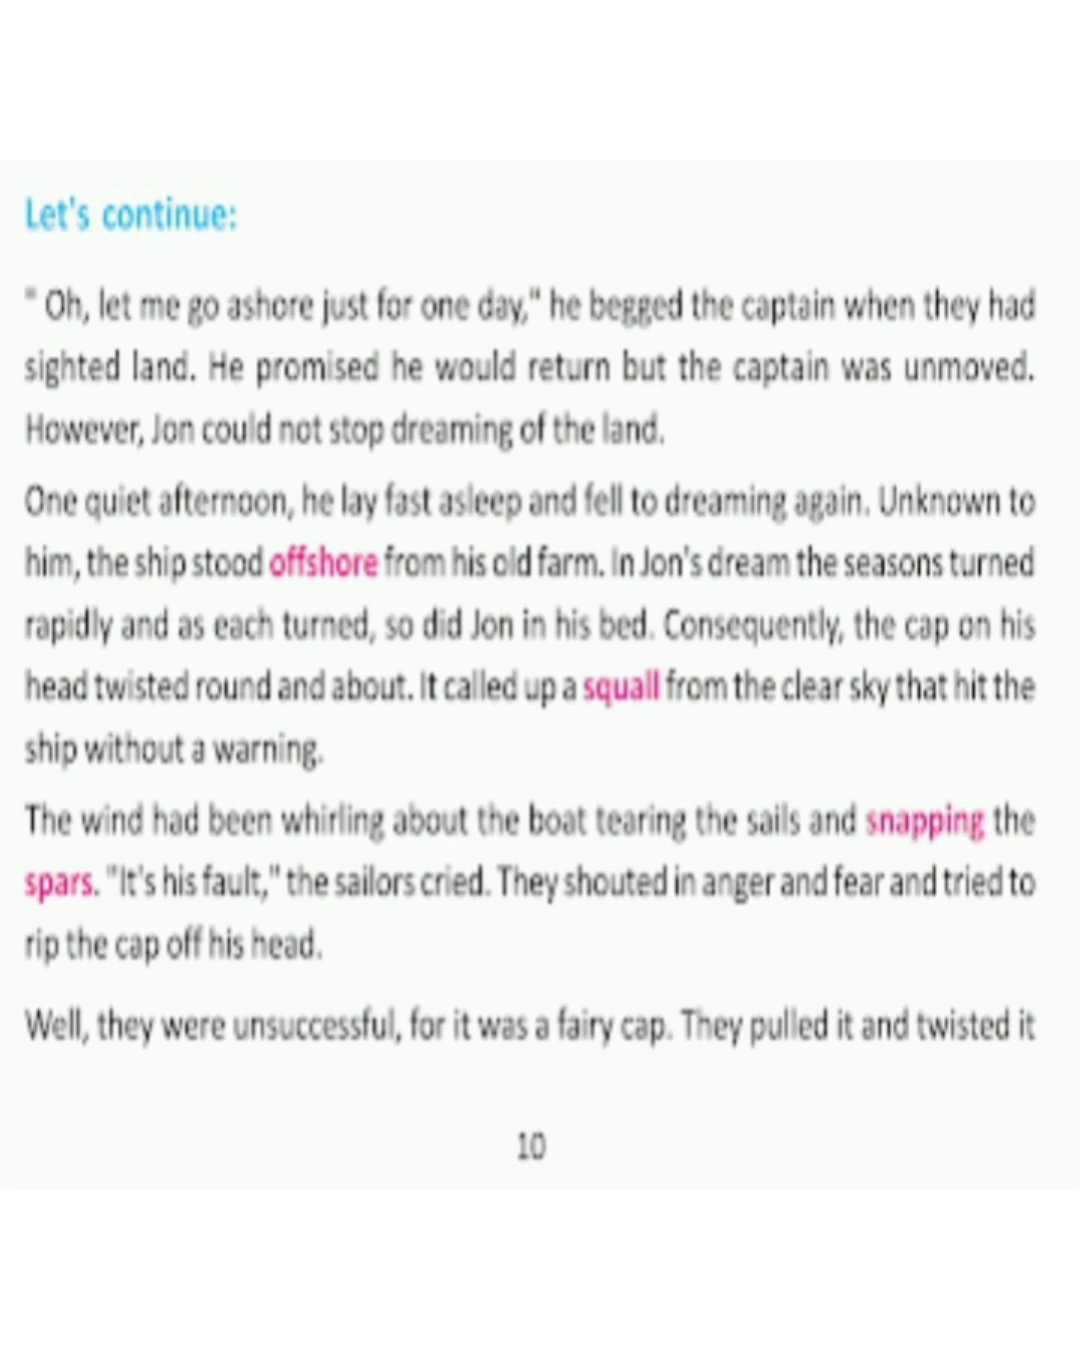 Let's continue:
" Oh, let me go ashore just for one day," he begged the captain when they had
sighted land. He promised he would return but the captain was unmoved.
However, Jon could not stop dreaming of the land.
One quiet afternoon, he lay fast asleep and fell to dreaming again. Unknown to
him, the ship stood offshore from his old farm. In Jon's dream the seasons turned
rapidly and as each turned, so did Jon in his bed. Consequently, the cap on his
head twisted round and about. It called up a squall from the clear sky that hit the
ship without a warning.
The wind had been whirling about the boat tearing the sails and snapping the
spars. "It's his fault," the sailors cried. They shouted in anger and fear and tried to
rip the cap off his head.
Well, they were unsuccessful, for it was a fairy cap. They pulled it and twisted it
10